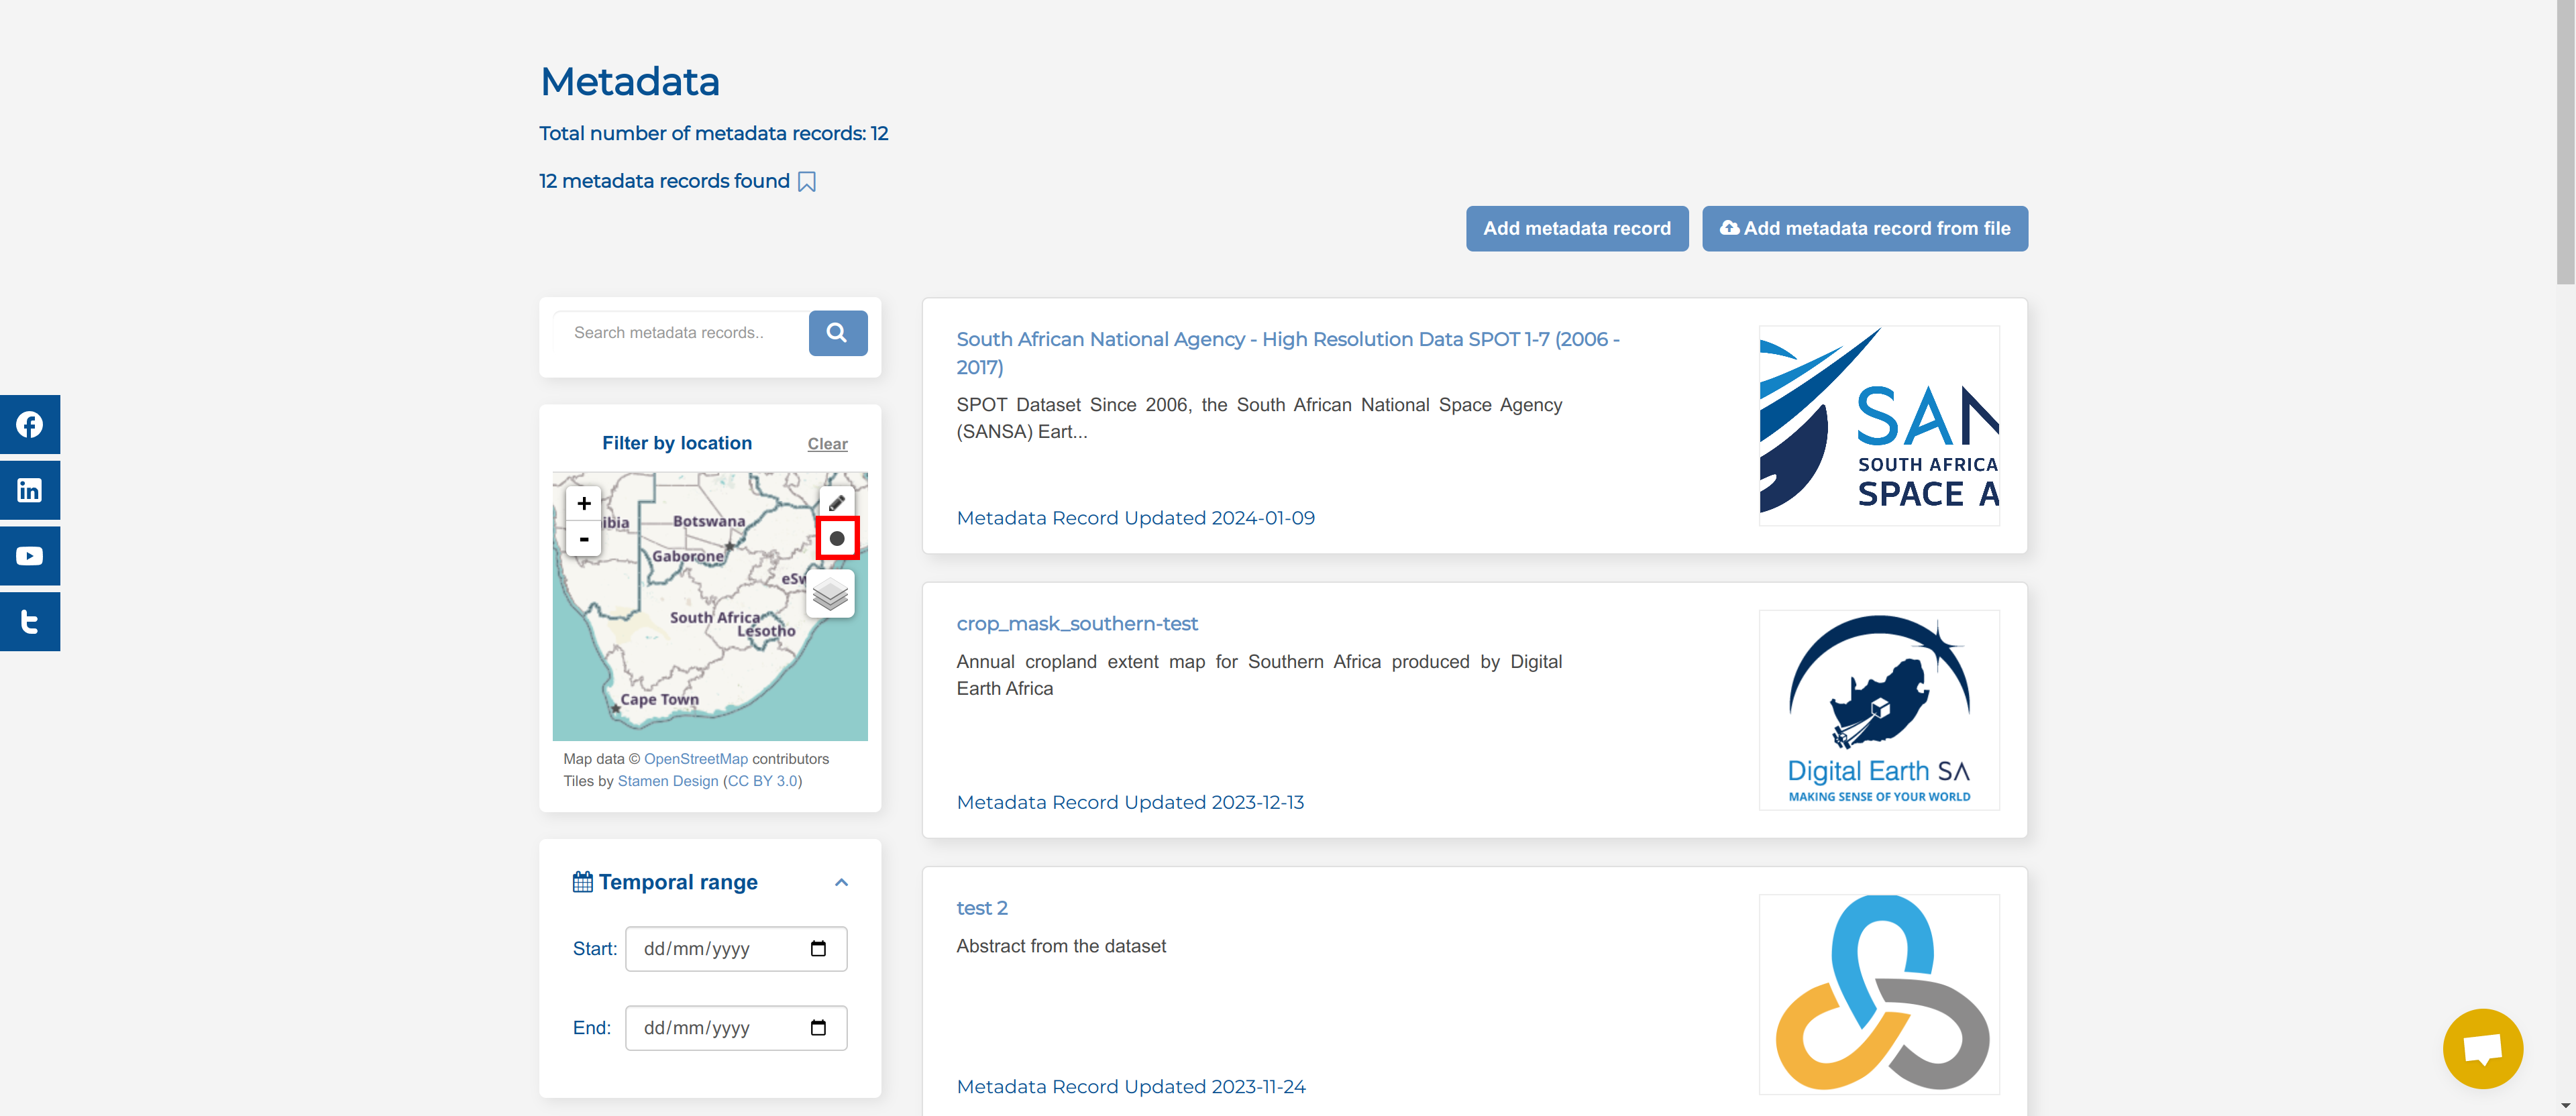 Metadata
Total number of metadata records: 12
12 metadata records found
Add metadata record
Add metadata record from file
Search metadata records..
Filter by location
Clear
+
-
ibia
Botswana
Gaborone
eSw
South Africa
Lesotho
Cape Town
Map data © OpenStreetMap contributors
Tiles by Stamen Design (CC BY 3.0)
Temporal range
Start: dd/mm/yyyy
End: dd/mm/yyyy
South African National Agency - High Resolution Data SPOT 1-7 (2006 -
2017)
SPOT Dataset Since 2006, the South African National Space Agency
(SANSA) Eart...
Metadata Record Updated 2024-01-09
SAN
SOUTH AFRICA
SPACE A
crop_mask_southern-test
Annual cropland extent map for Southern Africa produced by Digital
Earth Africa
Metadata Record Updated 2023-12-13
Digital Earth SA
MAKING SENSE OF YOUR WORLD
test 2
Abstract from the dataset
Metadata Record Updated 2023-11-24